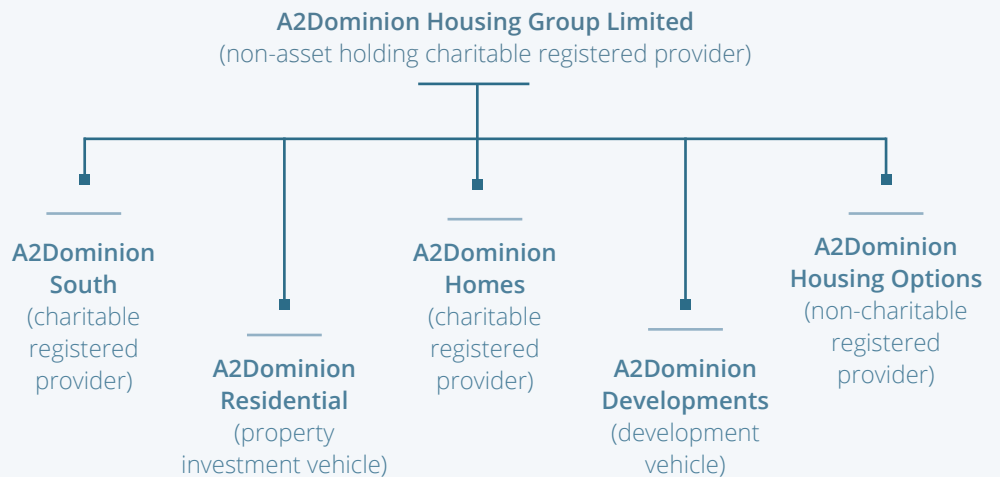 A2Dominion Housing Group Limited
(non-asset holding charitable registered provider)
A2Dominion
South
(charitable
registered
provider)
A2Dominion
Residential
(property
investment vehicle)
A2Dominion
Homes
(charitable
registered
provider)
A2Dominion
Developments
(development
vehicle)
A2Dominion
Housing Options
(non-charitable
registered
provider)